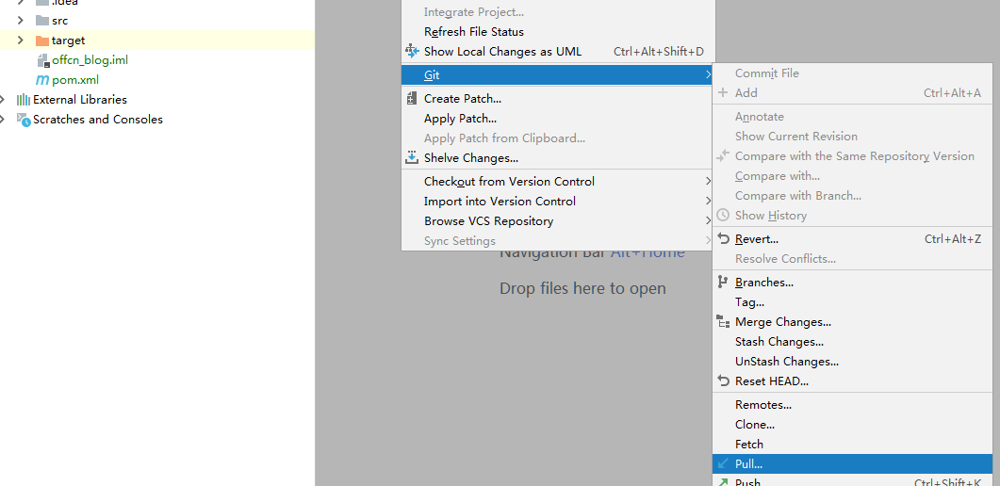 .idea
src
target
offcn_blog.iml
pom.xml
External Libraries
Scratches and Consoles
Integrate Project...
Refresh File Status
Show Local Changes as UML Ctrl+Alt+Shift+D
Git
Create Patch...
Apply Patch...
Apply Patch from Clipboard...
Shelve Changes...
Checkout from Version Control
Import into Version Control
Browse VCS Repository
Sync Settings
Navigation Bar Alt+Home
Drop files here to open
Commit File
Add Ctrl+Alt+A
Annotate
Show Current Revision
Compare with the Same Repository Version
Compare with...
Compare with Branch...
Show History
Revert... Ctrl+Alt+Z
Resolve Conflicts...
Branches...
Tag...
Merge Changes...
Stash Changes...
UnStash Changes...
Reset HEAD...
Remotes...
Clone...
Fetch
Pull...
Push Ctrl+Shift+K